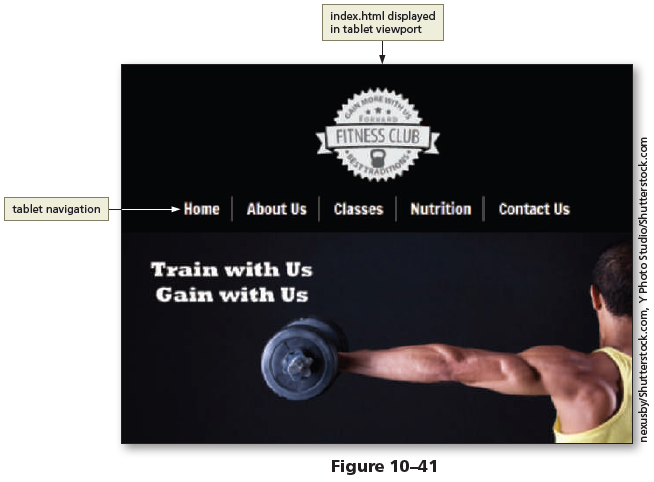 index.html displayed
in tablet viewport
GAIN MORE WITH US
FORWARD
FITNESS CLUB
BEST TRADITIONS
tablet navigation
Home About Us Classes Nutrition Contact Us
Train with Us
Gain with Us
nexusby/Shutterstock.com, Y Photo Studio/Shutterstock.com
Figure 10–41